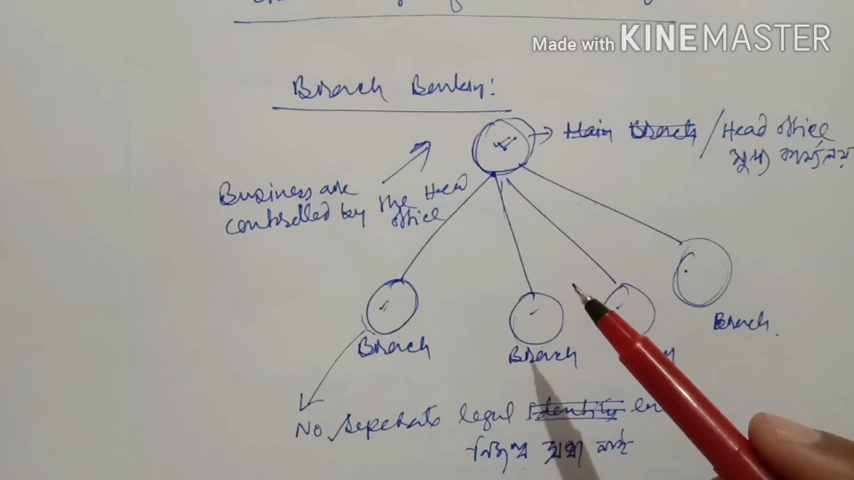 Made with KINEMASTER
Branch Banking:
Main Branch / Head office
মুখ্য কার্যালয়
Business are
controlled by the Head
office
Branch
Branch
Branch
No seperate legal Identity
নিজস্ব সত্ত্বা নাই